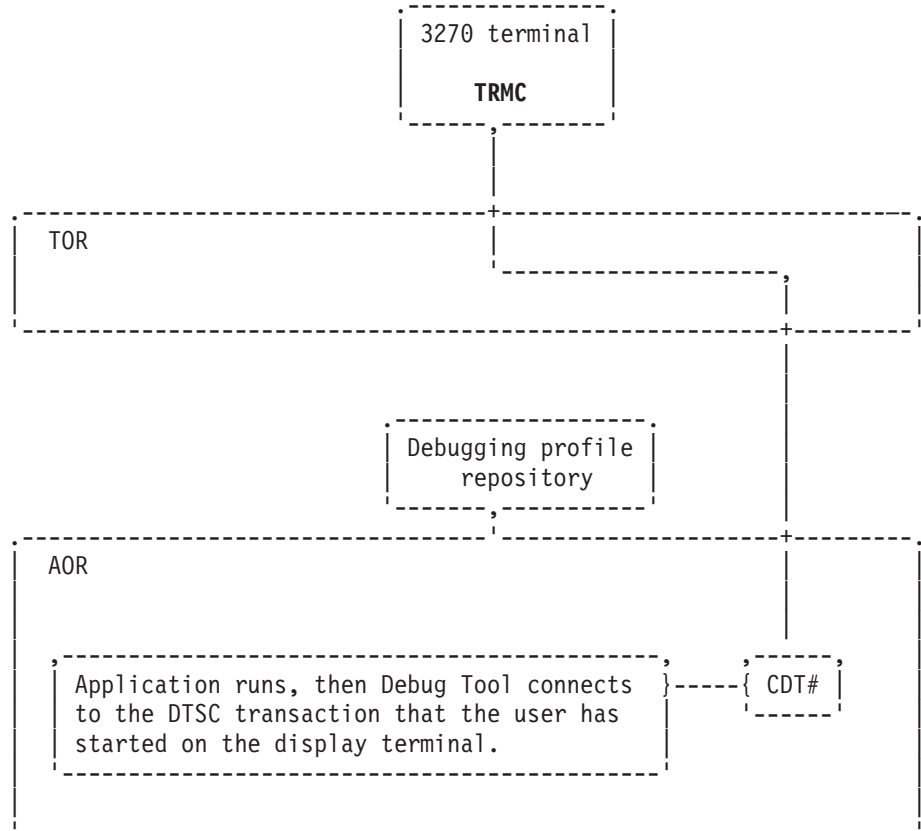 3270 terminal
TRMC
TOR
Debugging profile
repository
AOR
Application runs, then Debug Tool connects
to the DTSC transaction that the user has
started on the display terminal.
CDT#